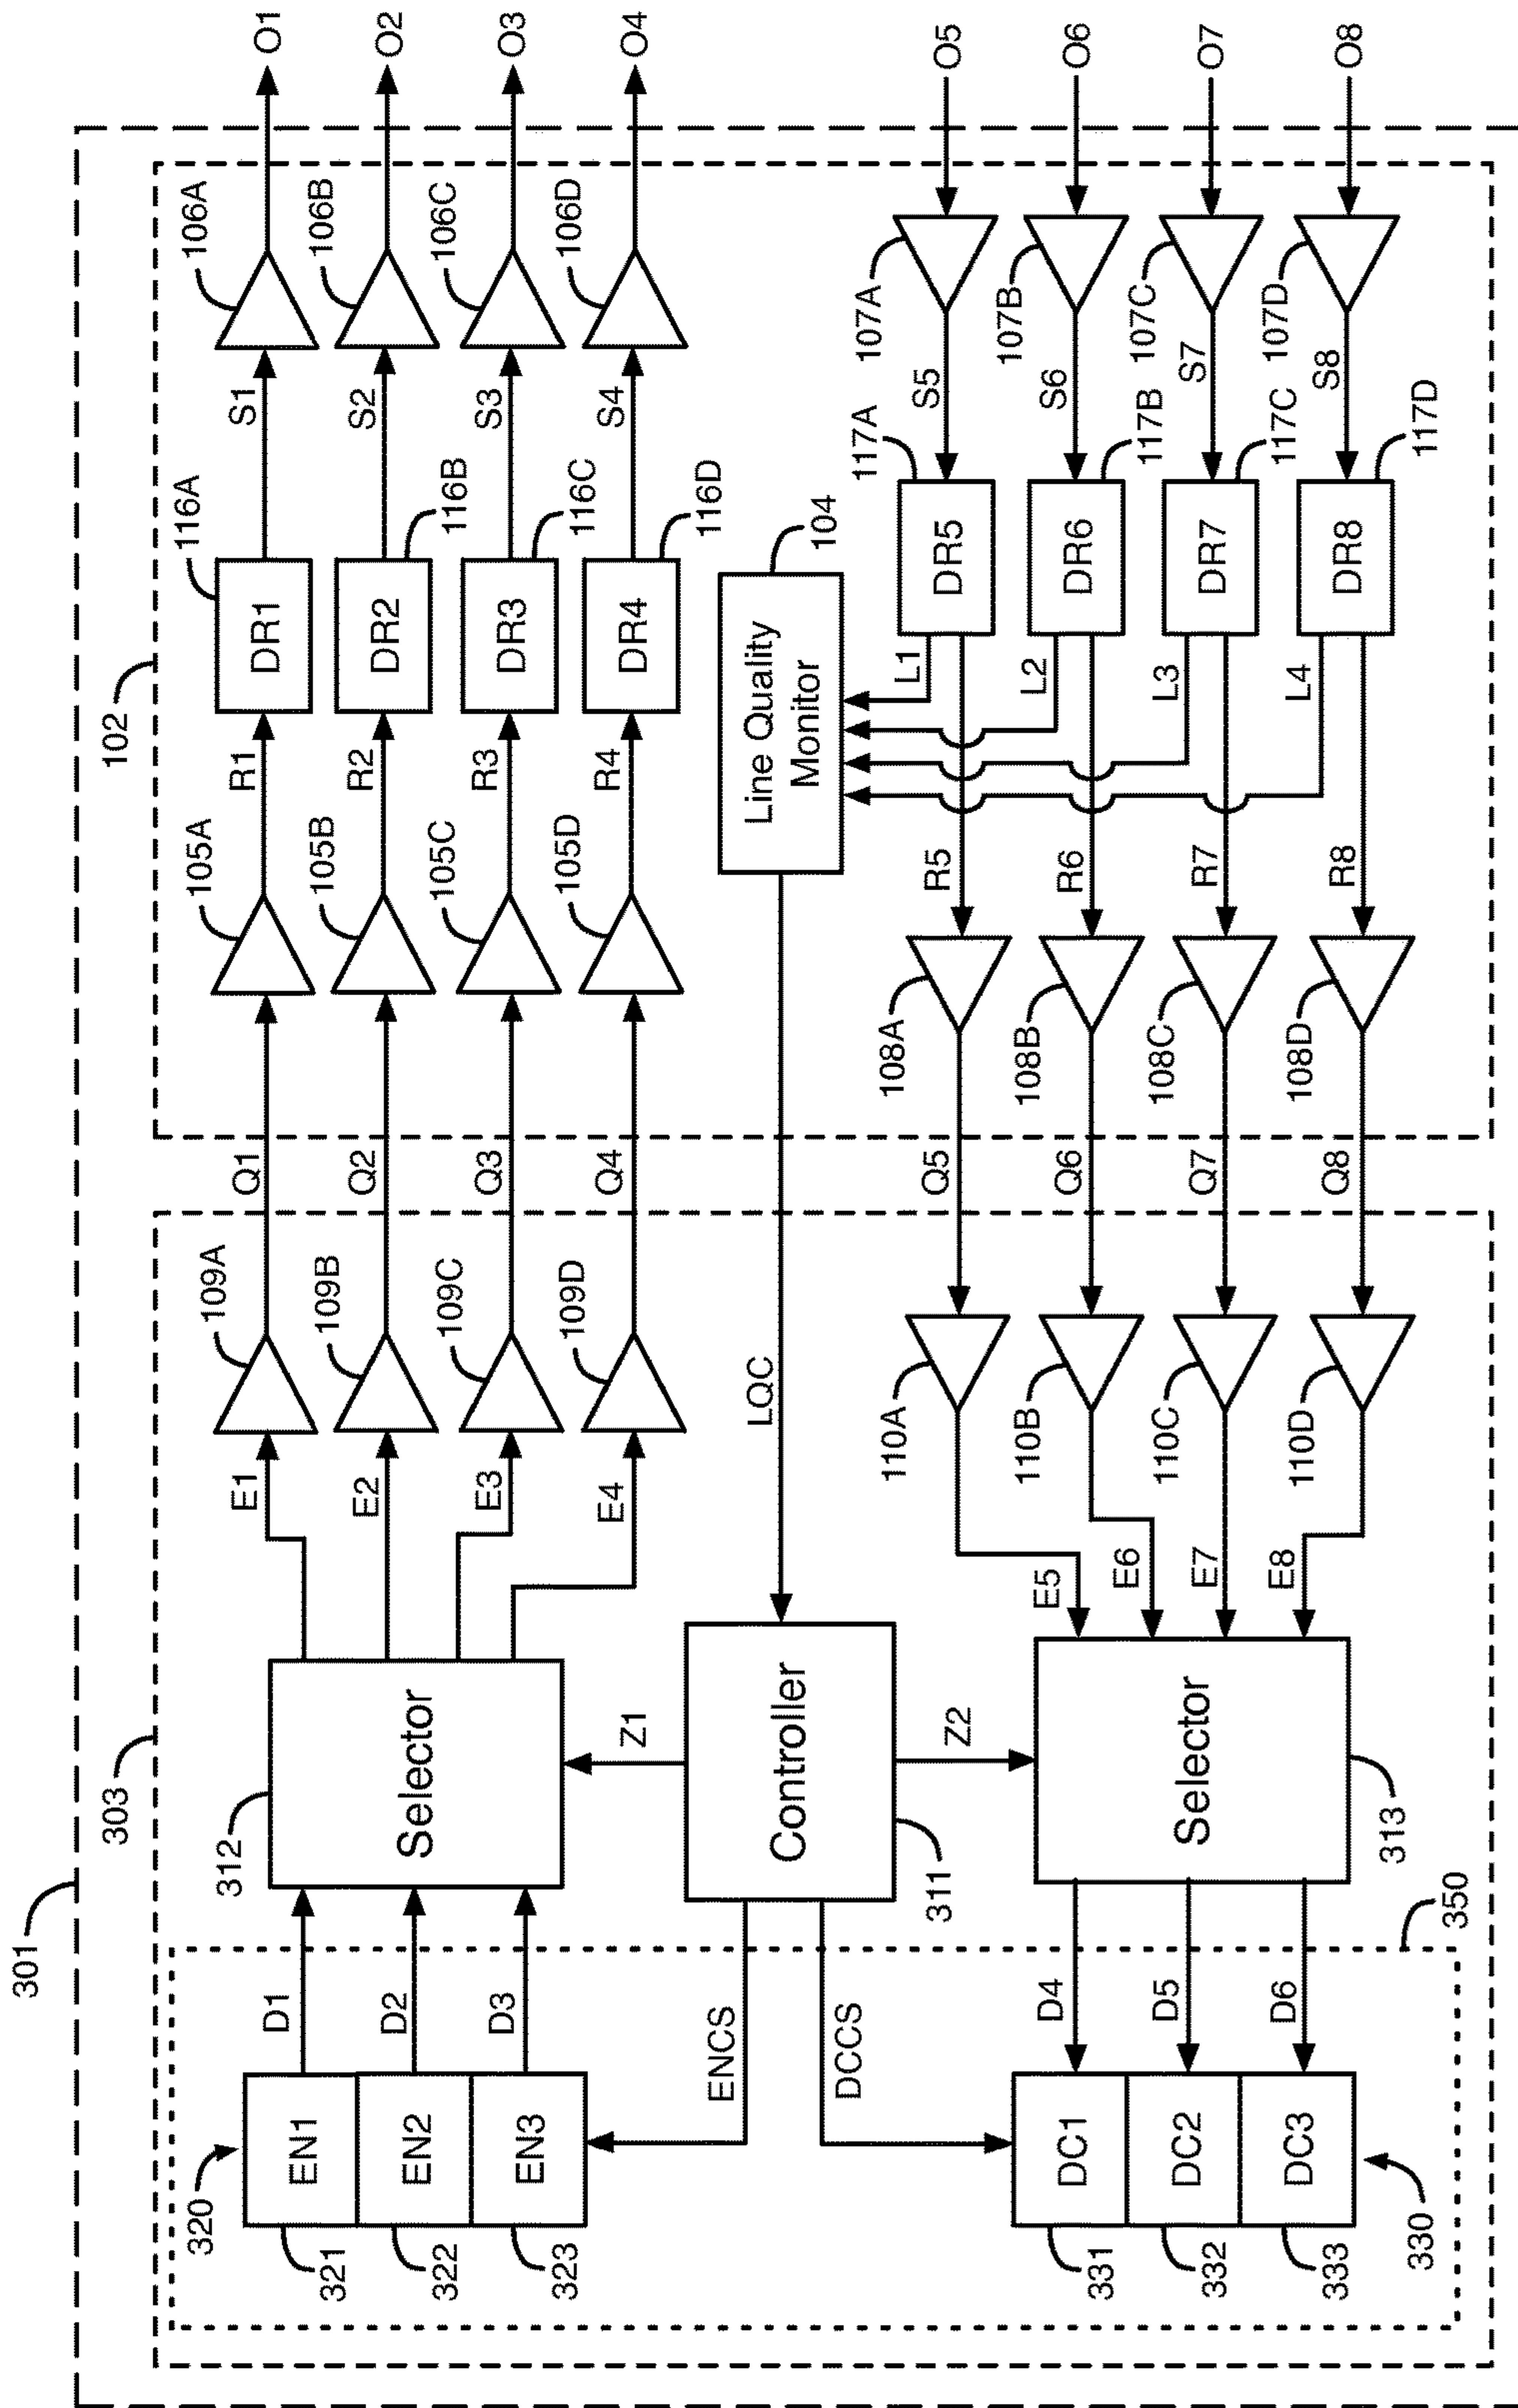 301
303
102
320
321
EN1
D1
322
EN2
D2
323
EN3
D3
312
Selector
E1
E2
E3
E4
109A
109B
109C
109D
Q1
Q2
Q3
Q4
105A
105B
105C
105D
R1
R2
R3
R4
116A
DR1
DR2
116B
DR3
116C
DR4
116D
S1
S2
S3
S4
106A
106B
106C
106D
O1
O2
O3
O4
ENCS
DCCS
Controller
311
Z1
Z2
LQC
Line Quality
Monitor
104
L1
L2
L3
L4
331
DC1
D4
332
DC2
D5
333
DC3
D6
330
350
Selector
313
E5
E6
E7
E8
110A
110B
110C
110D
Q5
Q6
Q7
Q8
108A
108B
108C
108D
R5
R6
R7
R8
DR5
117A
DR6
117B
DR7
117C
DR8
117D
S5
S6
S7
S8
107A
107B
107C
107D
O5
O6
O7
O8